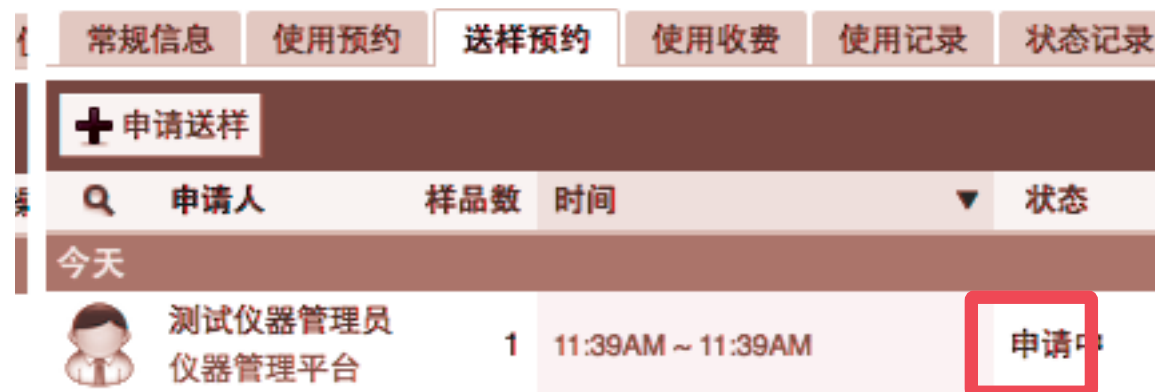 常规信息 使用预约 送样预约 使用收费 使用记录 状态记录
申请送样
申请人 样品数 时间 ▼ 状态
今天
测试仪器管理员
仪器管理平台
1 11:39AM ~ 11:39AM 申请中